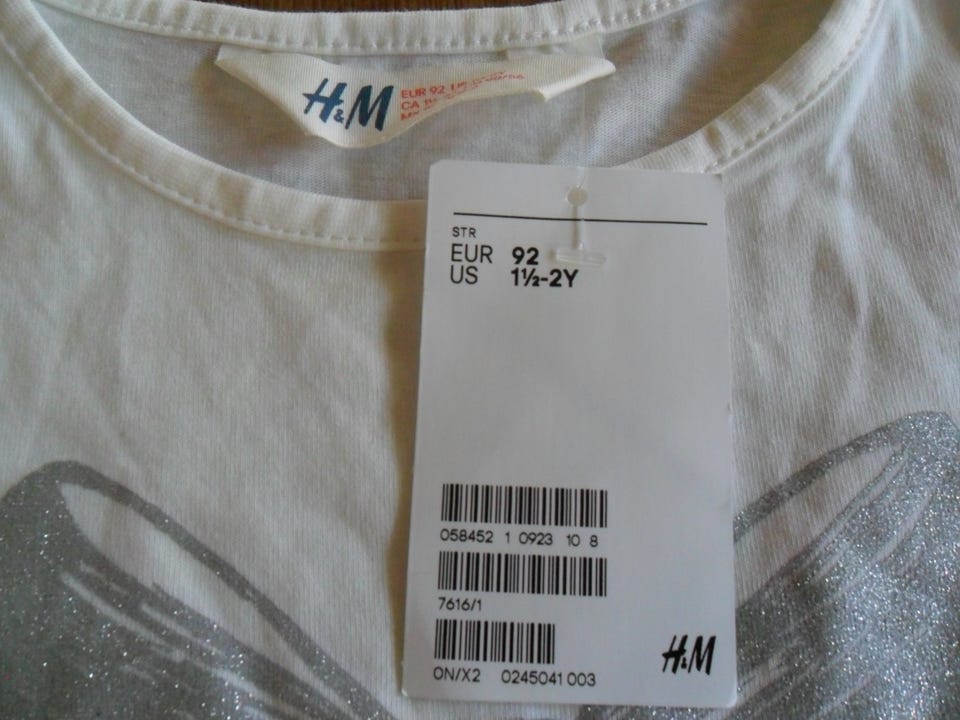 H&M
EUR 92
CA
STR
EUR 92
US 1½-2Y
058452 1 0923 10 8
7616/1
ON/X2 0245041 003
H&M